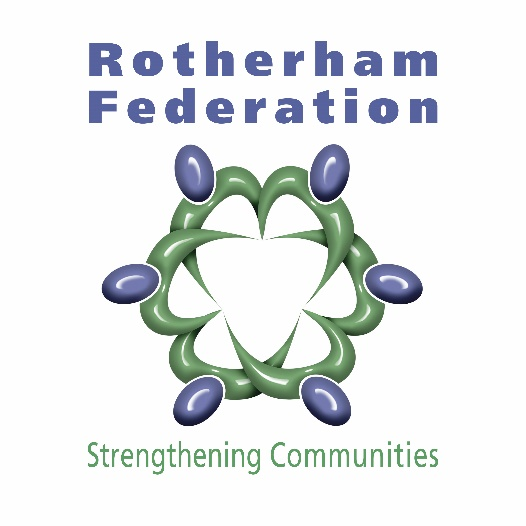 Rotherham
Federation
Strengthening Communities